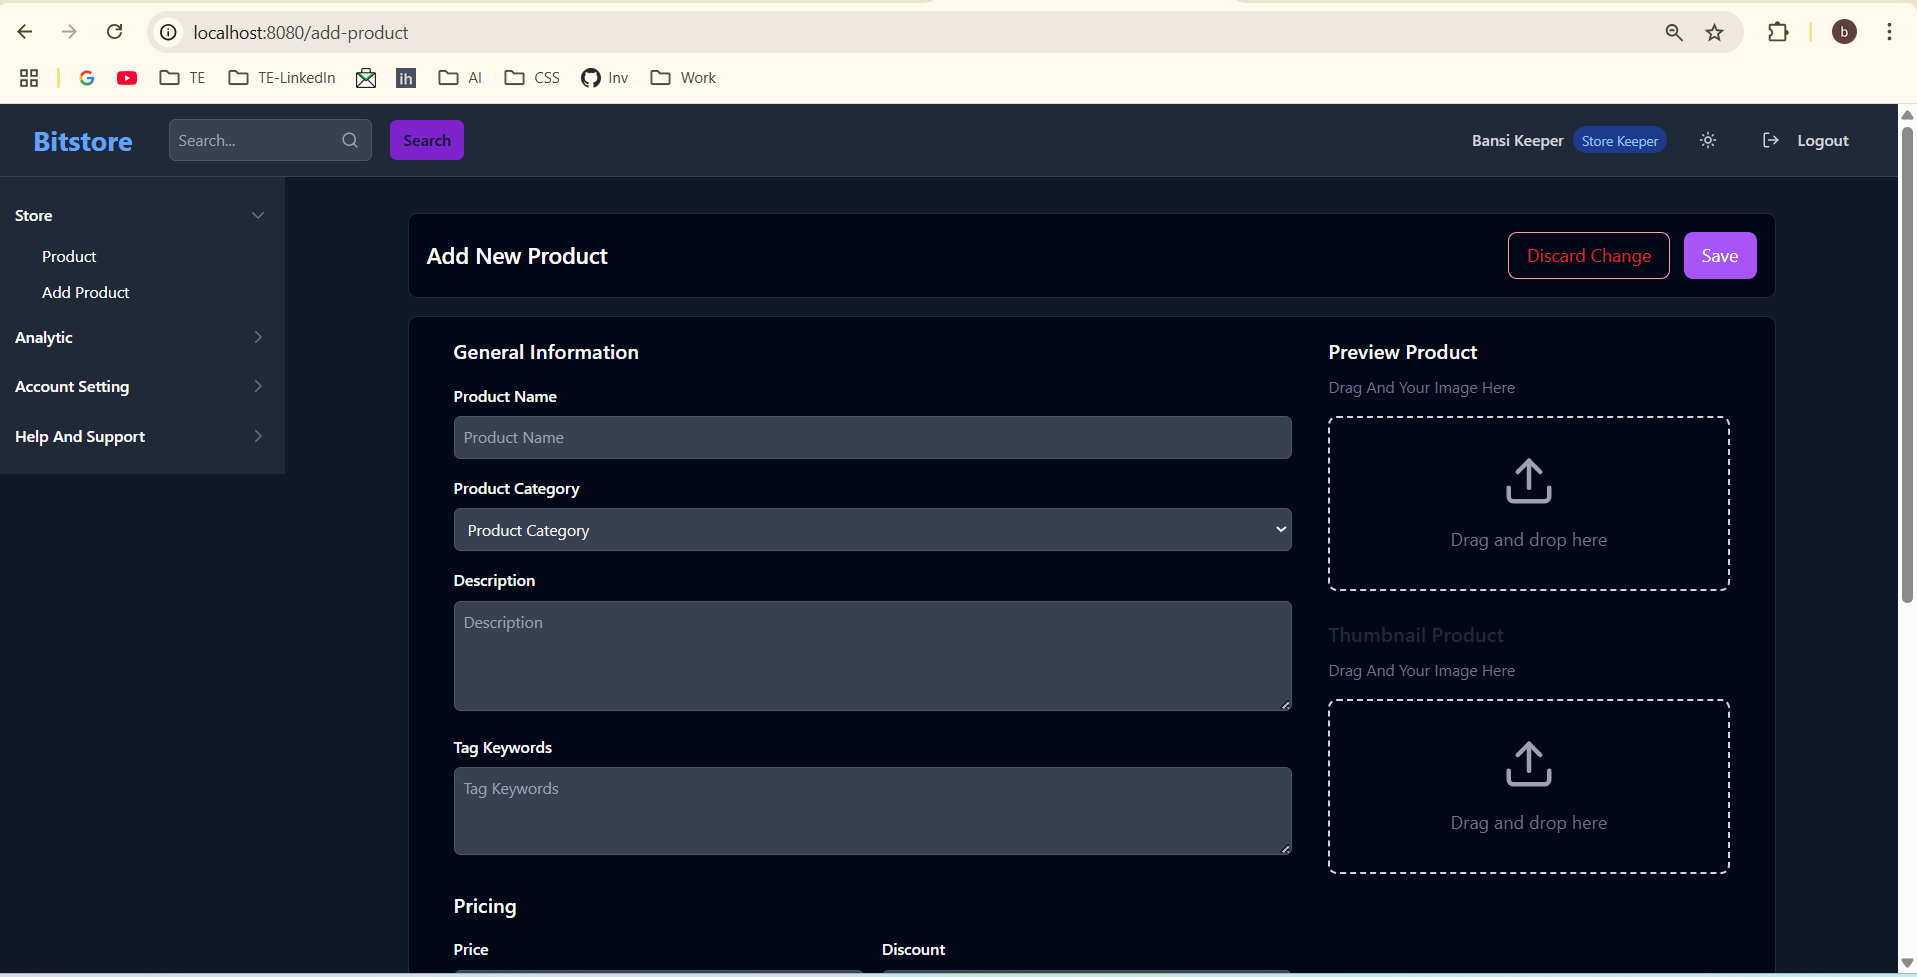 localhost:8080/add-product
b
TE
TE-LinkedIn
ih
AI
CSS
Inv
Work
Bitstore
Search...
Search
Bansi Keeper
Store Keeper
Logout
Store
Product
Add Product
Analytic
Account Setting
Help And Support
Add New Product
Discard Change
Save
General Information
Product Name
Product Name
Product Category
Product Category
Description
Description
Tag Keywords
Tag Keywords
Pricing
Price
Discount
Preview Product
Drag And Your Image Here
Drag and drop here
Thumbnail Product
Drag And Your Image Here
Drag and drop here